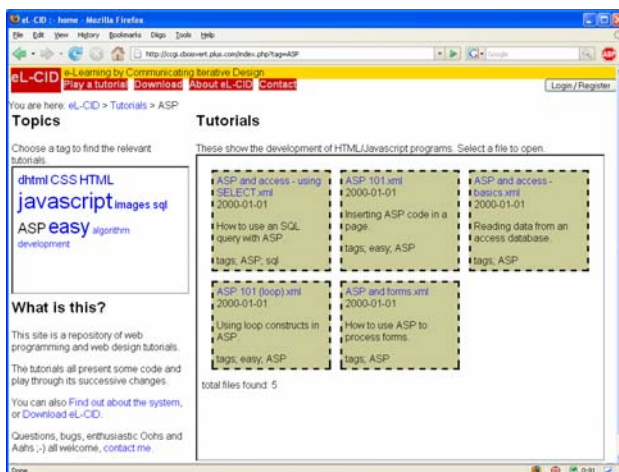 eL-CID :- home - Mozilla Firefox
File Edit View History Bookmarks Diigo Tools Help
http://ccgi.cboisvert.plus.com/index.php?tag=ASP
Google
ABP
eL-CID
e-Learning by Communicating Iterative Design
Play a tutorial Download About eL-CID Contact
Login / Register
You are here: eL-CID > Tutorials > ASP
Topics
Choose a tag to find the relevant
tutorials.
dhtml CSS HTML
javascript images sql
ASP easy algorithm
development
What is this?
This site is a repository of web
programming and web design tutorials.
The tutorials all present some code and
play through its successive changes.
You can also Find out about the system,
or Download eL-CID.
Questions, bugs, enthusiastic Oohs and
Aahs ;-) all welcome, contact me.
Tutorials
These show the development of HTML/Javascript programs. Select a file to open.
ASP and access - using
SELECT.xml
2000-01-01
How to use an SQL
query with ASP.
tags; ASP; sql
ASP 101.xml
2000-01-01
Inserting ASP code in a
page.
tags; easy; ASP
ASP and access -
basics.xml
2000-01-01
Reading data from an
access database.
tags; ASP
ASP 101 (loop).xml
2000-01-01
Using loop constructs in
ASP.
tags; easy; ASP
ASP and forms.xml
2000-01-01
How to use ASP to
process forms.
tags; ASP
total files found: 5
Done